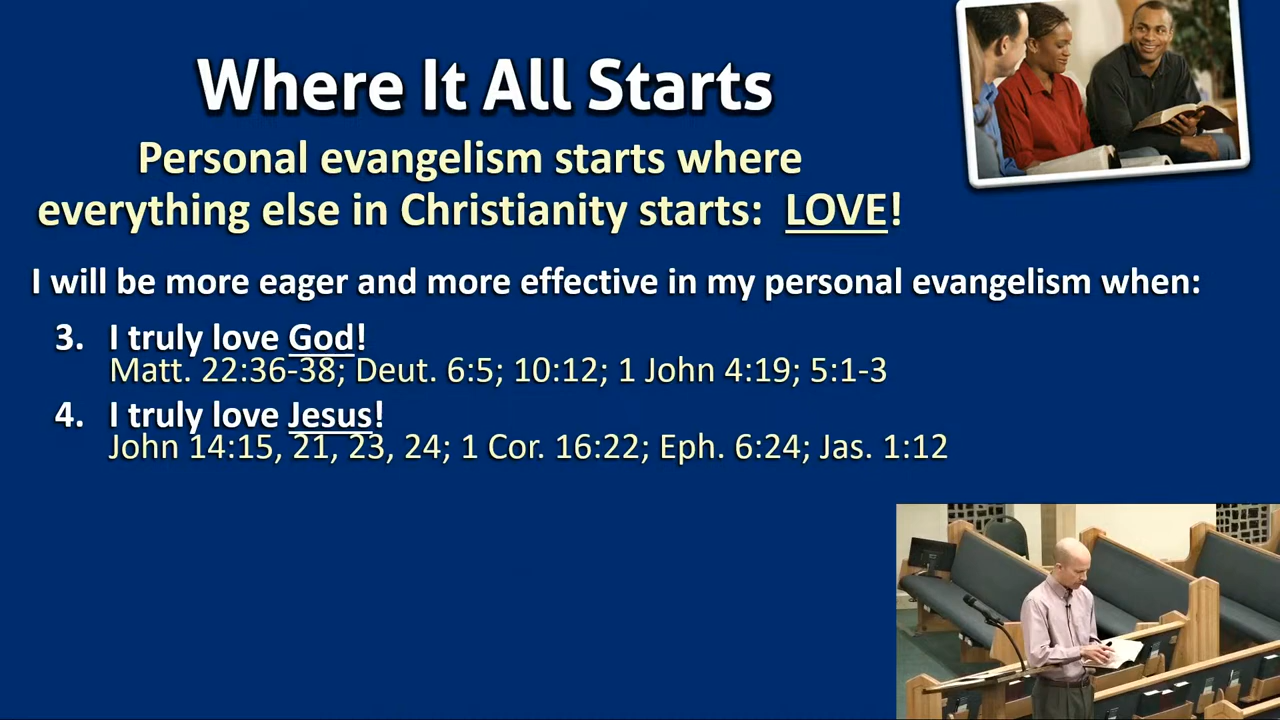 Where It All Starts
Personal evangelism starts where
everything else in Christianity starts: LOVE!
I will be more eager and more effective in my personal evangelism when:
3. I truly love God!
Matt. 22:36-38; Deut. 6:5; 10:12; 1 John 4:19; 5:1-3
4. I truly love Jesus!
John 14:15, 21, 23, 24; 1 Cor. 16:22; Eph. 6:24; Jas. 1:12